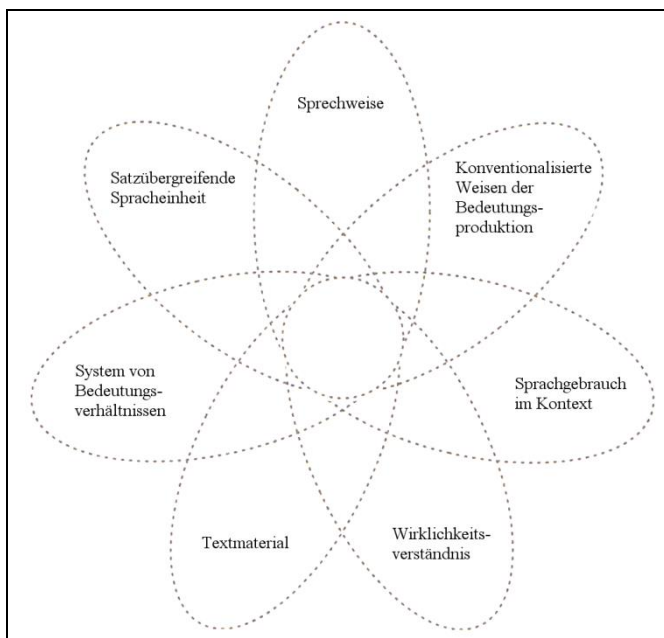 Sprechweise
Satzübergreifende
Spracheinheit
Konventionalisierte
Weisen der
Bedeutungs-
produktion
System von
Bedeutungs-
verhältnissen
Sprachgebrauch
im Kontext
Textmaterial
Wirklichkeits-
verständnis